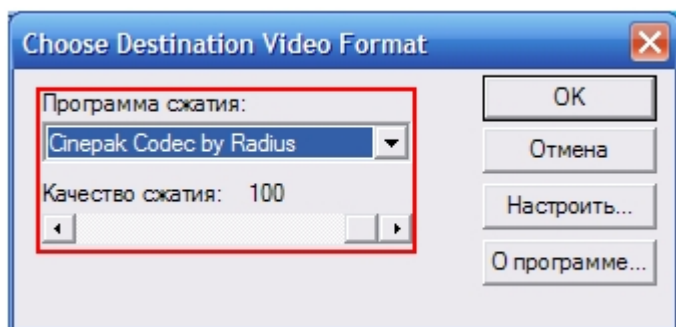 Choose Destination Video Format
Программа сжатия:
Cinepak Codec by Radius
Качество сжатия: 100
OK
Отмена
Настроить...
О программе...